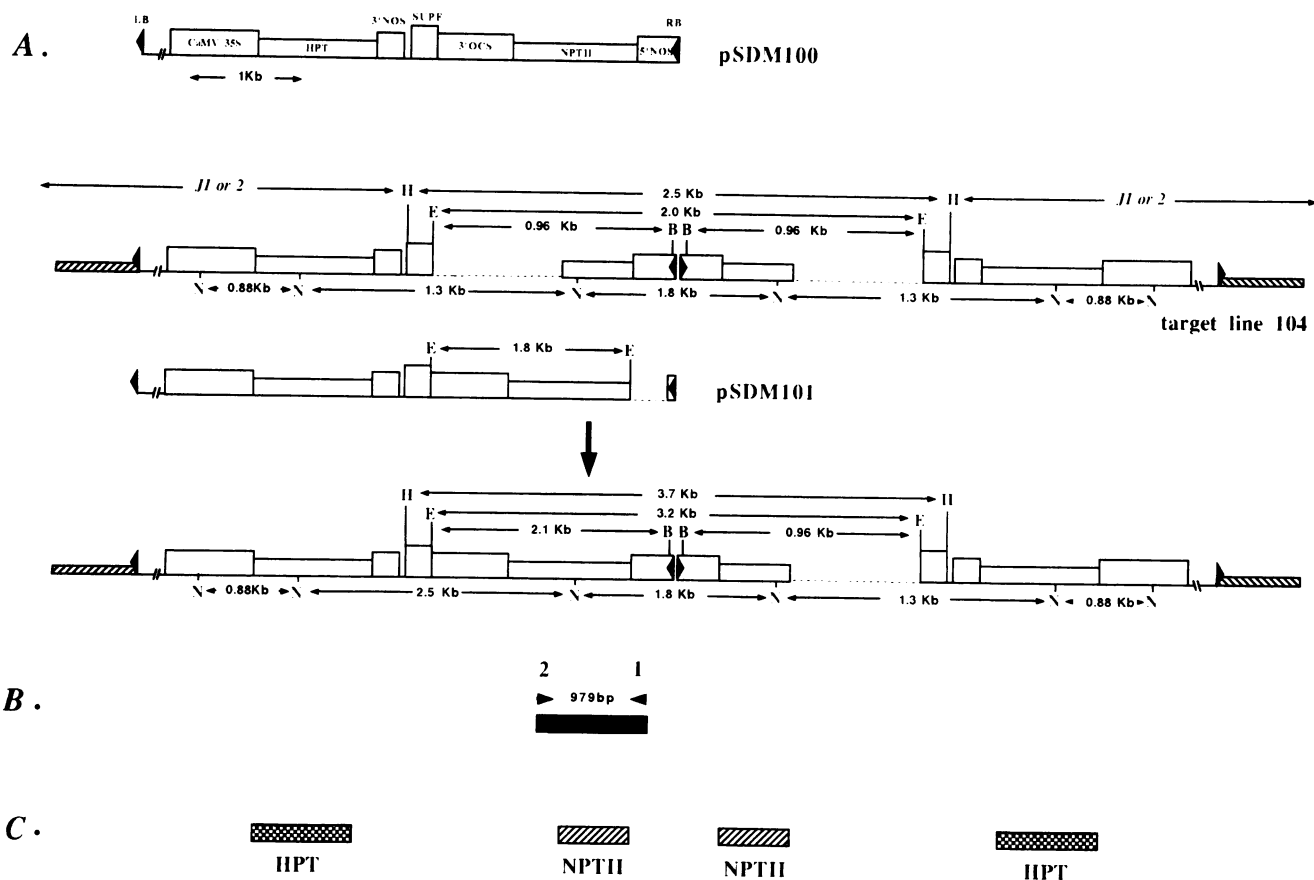 A.
LB CaMV 35S HPT 3'NOS SUPF 3'OCS NPTII 5'NOS RB
pSDM100
1Kb
J1 or 2 H 2.5 Kb H J1 or 2
E 2.0 Kb E
0.96 Kb B B 0.96 Kb
N 0.88Kb N 1.3 Kb N 1.8 Kb N 1.3 Kb N 0.88 Kb N
target line 104
E 1.8 Kb E
pSDM101
H 3.7 Kb H
E 3.2 Kb E
2.1 Kb B B 0.96 Kb
N 0.88Kb N 2.5 Kb N 1.8 Kb N 1.3 Kb N 0.88 Kb N
B.
2 979bp 1
C.
HPT NPTII NPTII HPT